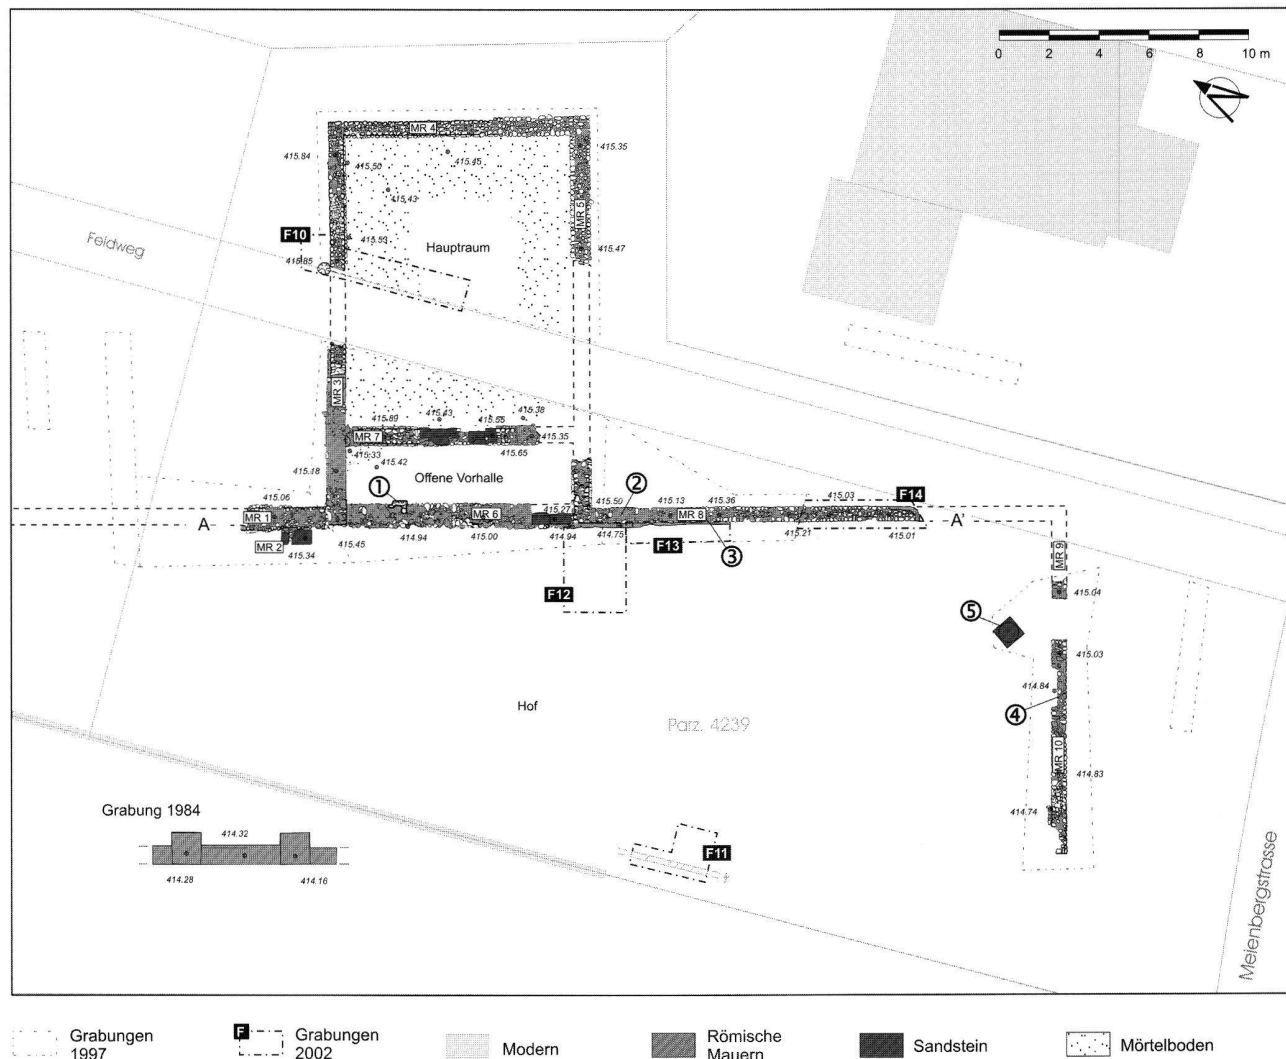 0 2 4 6 8 10 m
MR 4
415.84
415.50
415.45
415.35
415.43
MR 5
F10
415.53
Hauptraum
415.47
Feldweg
415.85
MR 3
415.89
415.43
415.55
415.38
MR 7
415.35
415.33
415.65
415.42
415.18
Offene Vorhalle
①
415.06
415.27
415.50
②
415.13
415.36
415.03
F14
A
MR 1
MR 6
MR 8
A'
MR 2
415.34
415.45
414.94
415.00
414.94
414.75
F13
③
415.21
415.01
MR 9
F12
415.04
⑤
415.03
414.84
④
Hof
Parz. 4239
MR 10
414.83
414.74
Grabung 1984
414.32
414.28
414.16
F11
Meienbergstrasse
Grabungen
1997
F
Grabungen
2002
Modern
Römische
Mauern
Sandstein
Mörtelboden